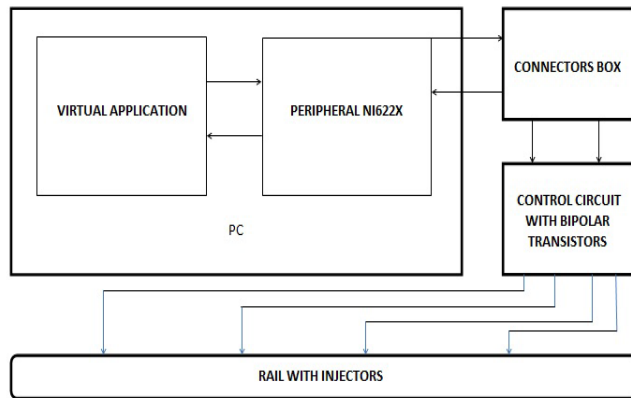 VIRTUAL APPLICATION
PERIPHERAL NI622X
CONNECTORS BOX
CONTROL CIRCUIT
WITH BIPOLAR
TRANSISTORS
PC
RAIL WITH INJECTORS